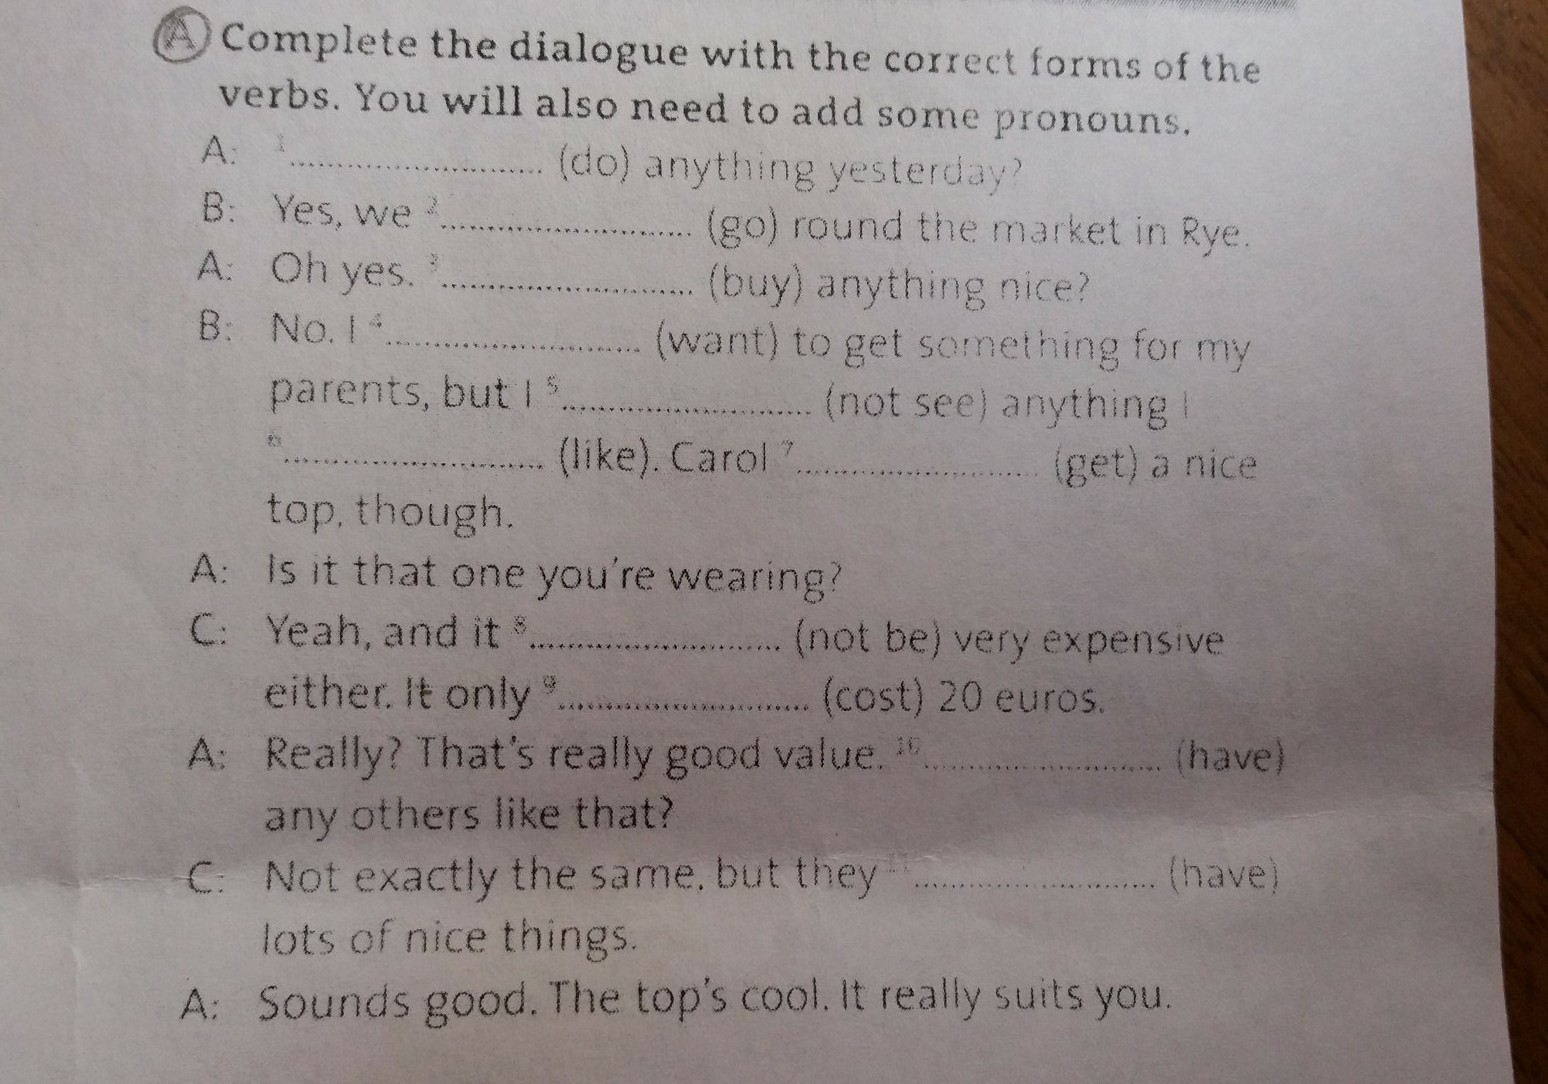 A Complete the dialogue with the correct forms of the
verbs. You will also need to add some pronouns.
A: 1............................ (do) anything yesterday?
B: Yes, we 2............................ (go) round the market in Rye.
A: Oh yes. 3............................ (buy) anything nice?
B: No. I 4............................ (want) to get something for my
parents, but I 5............................ (not see) anything I
6............................ (like). Carol 7............................ (get) a nice
top, though.
A: Is it that one you're wearing?
C: Yeah, and it 8............................ (not be) very expensive
either. It only 9............................ (cost) 20 euros.
A: Really? That's really good value. 10............................ (have)
any others like that?
C: Not exactly the same, but they 11............................ (have)
lots of nice things.
A: Sounds good. The top's cool. It really suits you.